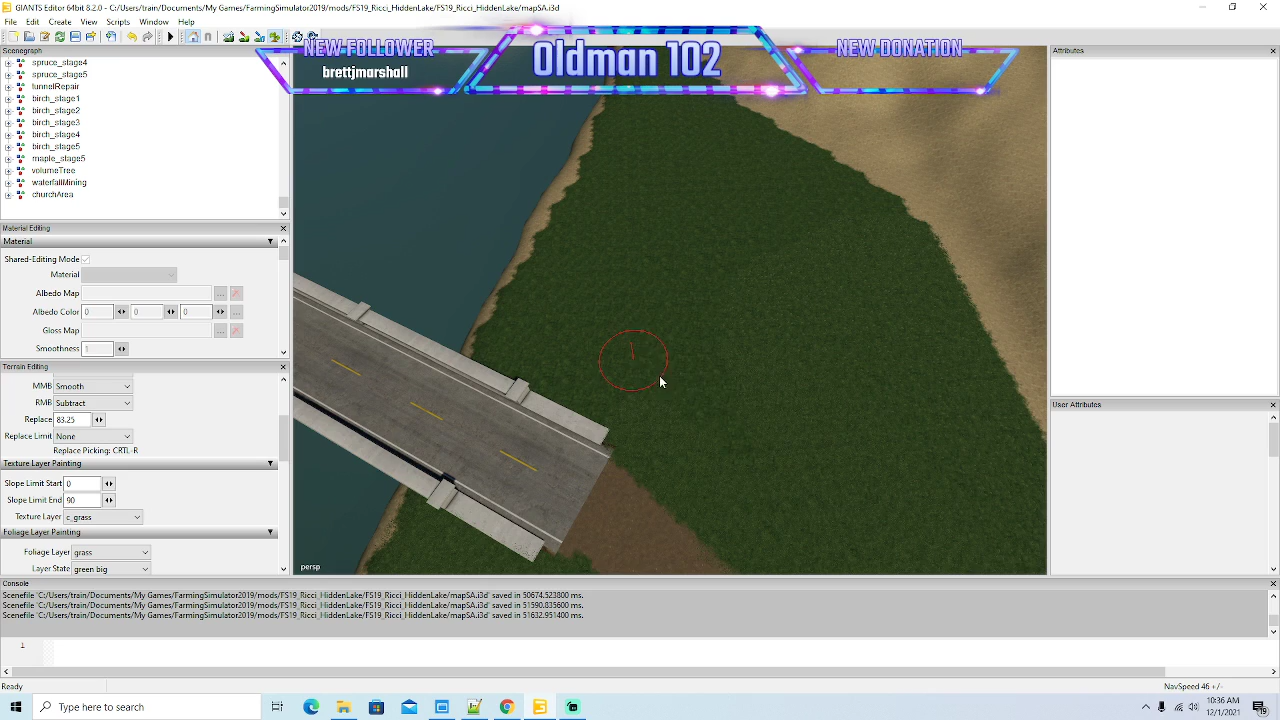 GIANTS Editor 64bit 8.2.0 - [C:/Users/train/Documents/My Games/FarmingSimulator2019/mods/FS19_Ricci_HiddenLake/FS19_Ricci_HiddenLake/mapSA.i3d
File Edit Create View Scripts Window Help
NEW FOLLOWER
Oldman 102
NEW DONATION
brettjmarshall
spruce_stage4
spruce_stage5
turnbarHope
birch_stage1
birch_stage2
birch_stage3
birch_stage4
birch_stage5
maple_stage5
volumeTree
waterfallMining
churchArea
Material Editing
Material
Shared-Editing Mode
Material
Albedo Map ...
Albedo Color 0 0 0 ...
Gloss Map ...
Smoothness 1
Terrain Editing
MMB Smooth
RMB Subtract
Replace 83.25
Replace Limit None
Replace Picking: CRTL-R
Texture Layer Painting
Slope Limit Start 0
Slope Limit End 90
Texture Layer c_grass
Foliage Layer Painting
Foliage Layer grass
Layer State green big
persp
User Attributes
Console
Scenefile 'C:/Users/train/Documents/My Games/FarmingSimulator2019/mods/FS19_Ricci_HiddenLake/FS19_Ricci_HiddenLake/mapSA.i3d' saved in 50674.523800 ms.
Scenefile 'C:/Users/train/Documents/My Games/FarmingSimulator2019/mods/FS19_Ricci_HiddenLake/FS19_Ricci_HiddenLake/mapSA.i3d' saved in 51590.835400 ms.
Scenefile 'C:/Users/train/Documents/My Games/FarmingSimulator2019/mods/FS19_Ricci_HiddenLake/FS19_Ricci_HiddenLake/mapSA.i3d' saved in 51632.951400 ms.
1
Ready
NavSpeed 46 +/-
Type here to search
10:36 AM
12/1/2021